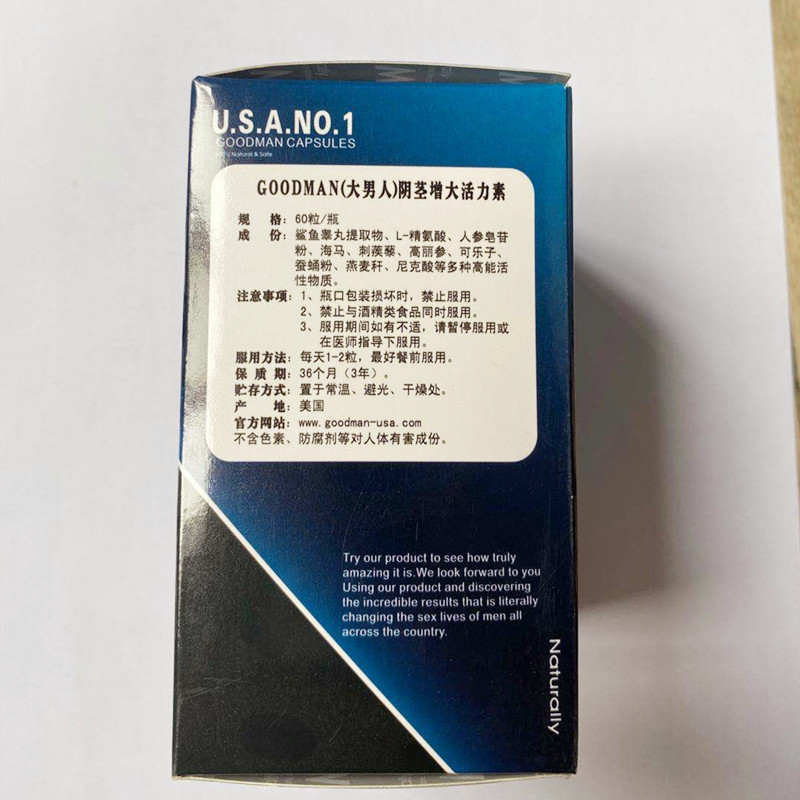 U.S.A.NO.1
GOODMAN CAPSULES
Natural & Safe
GOODMAN(大男人)阴茎增大活力素
规 格：60粒/瓶
成 份：鲨鱼睾丸提取物、L-精氨酸、人参皂苷
粉、海马、刺蒺藜、高丽参、可乐子、
蚕蛹粉、燕麦秆、尼克酸等多种高能活
性物质。
注意事项：1、瓶口包装损坏时，禁止服用。
2、禁止与酒精类食品同时服用。
3、服用期间如有不适，请暂停服用或
在医师指导下服用。
服用方法：每天1-2粒，最好餐前服用。
保 质 期：36个月（3年）。
贮存方式：置于常温、避光、干燥处。
产 地：美国
官方网站：www.goodman-usa.com
不含色素、防腐剂等对人体有害成份。
Try our product to see how truly
amazing it is.We look forward to you
Using our product and discovering
the incredible results that is literally
changing the sex lives of men all
across the country.
Naturally